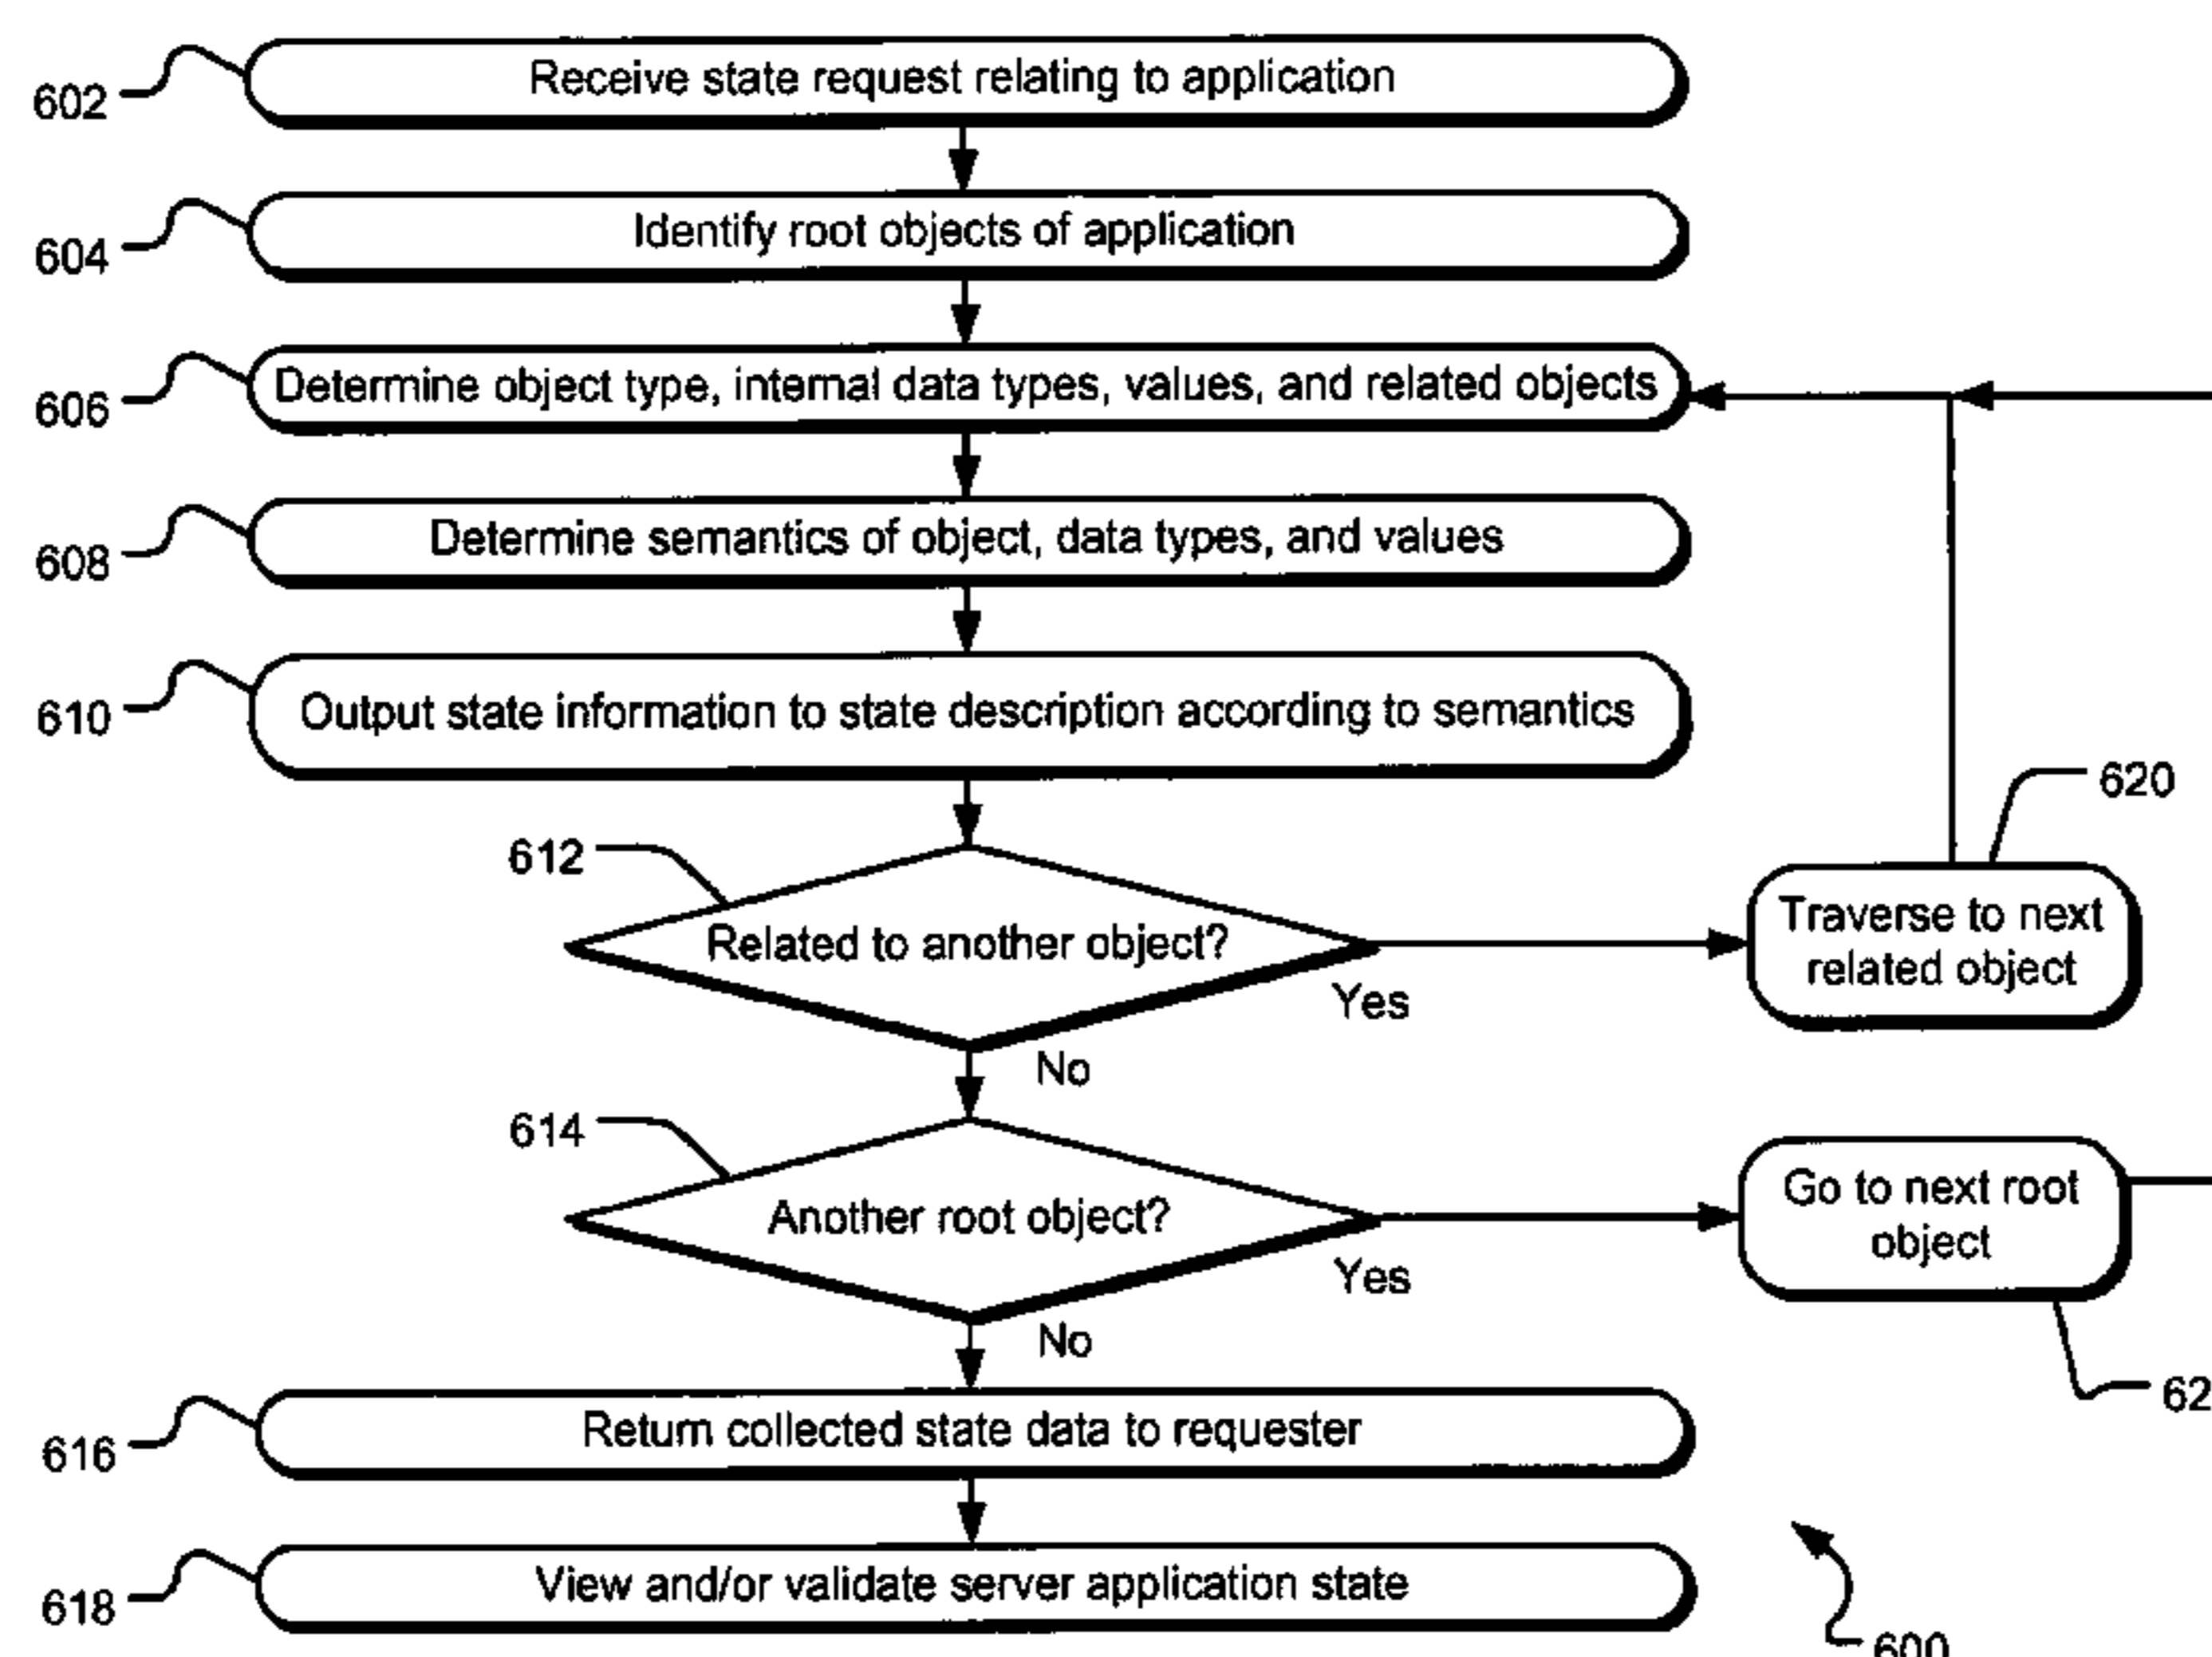 602
Receive state request relating to application
604
Identify root objects of application
606
Determine object type, internal data types, values, and related objects
608
Determine semantics of object, data types, and values
610
Output state information to state description according to semantics
612
Related to another object?
Yes
No
620
Traverse to next
related object
614
Another root object?
Yes
No
Go to next root
object
62
616
Return collected state data to requester
618
View and/or validate server application state
600